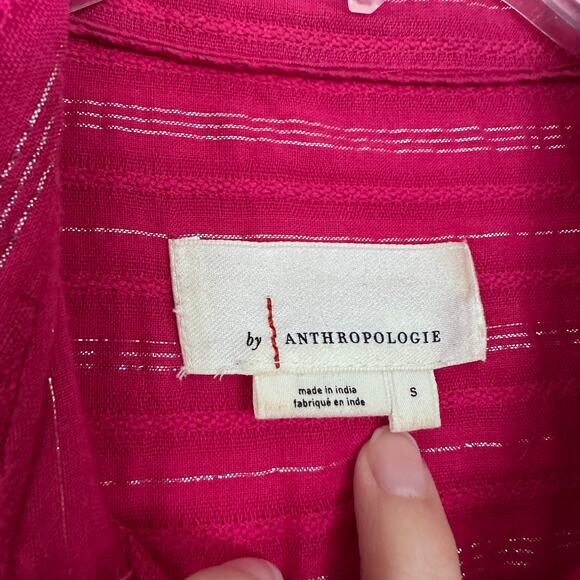 by ANTHROPOLOGIE
made in india
fabriqué en inde
S